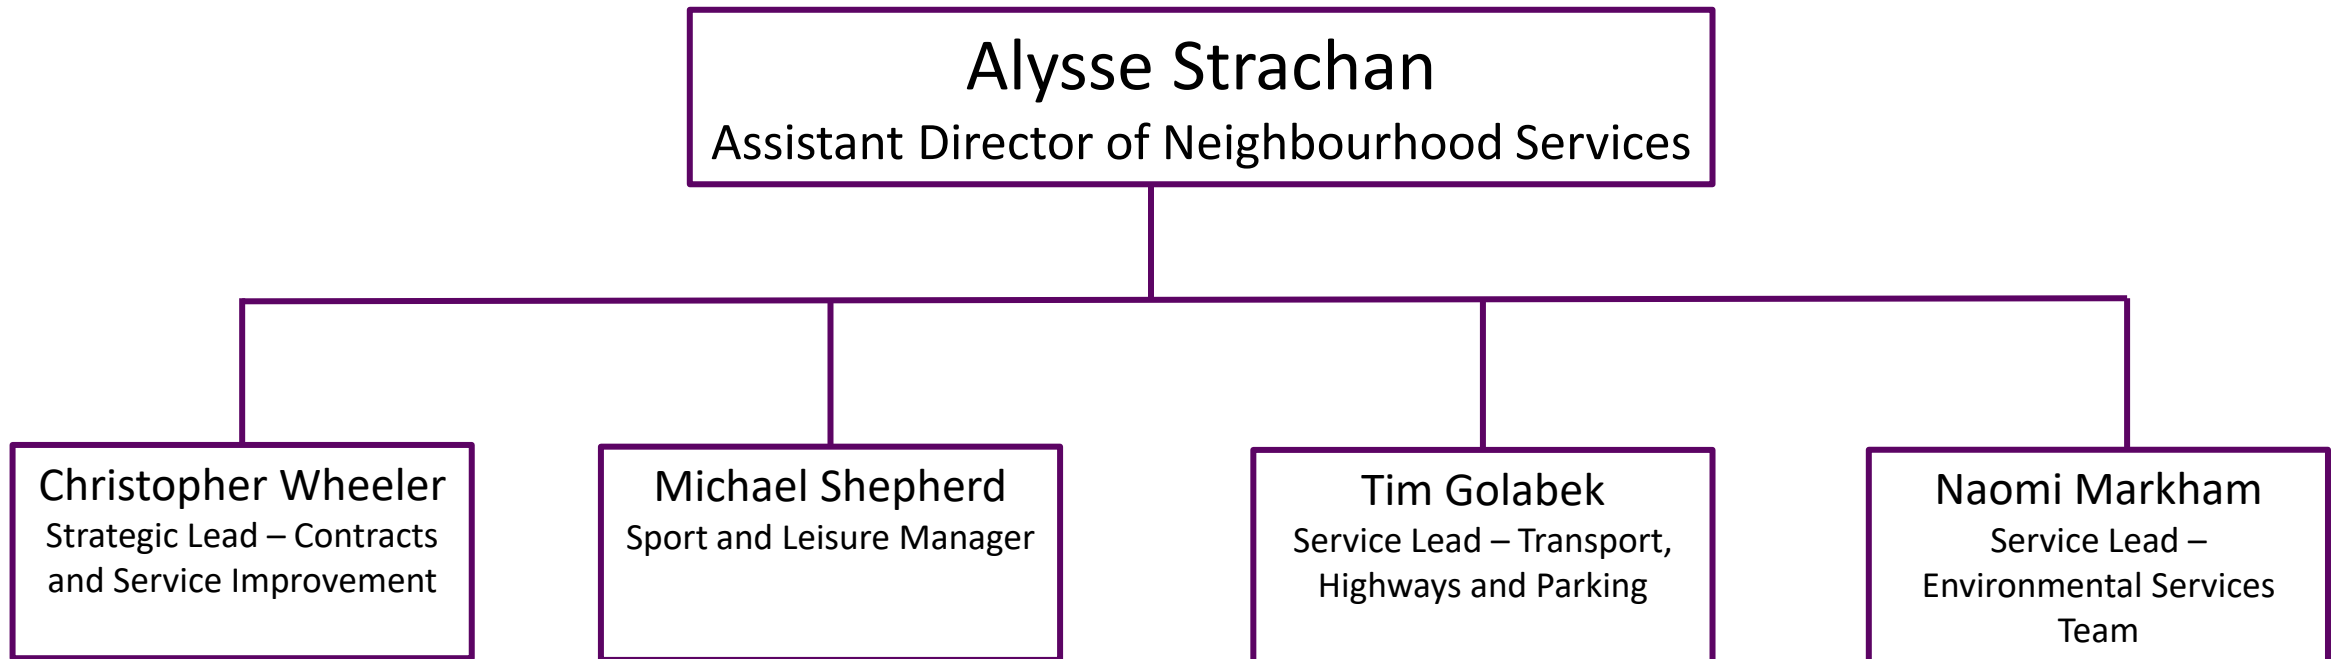 Alysse Strachan
Assistant Director of Neighbourhood Services
Christopher Wheeler
Strategic Lead – Contracts
and Service Improvement
Michael Shepherd
Sport and Leisure Manager
Tim Golabek
Service Lead – Transport,
Highways and Parking
Naomi Markham
Service Lead –
Environmental Services
Team